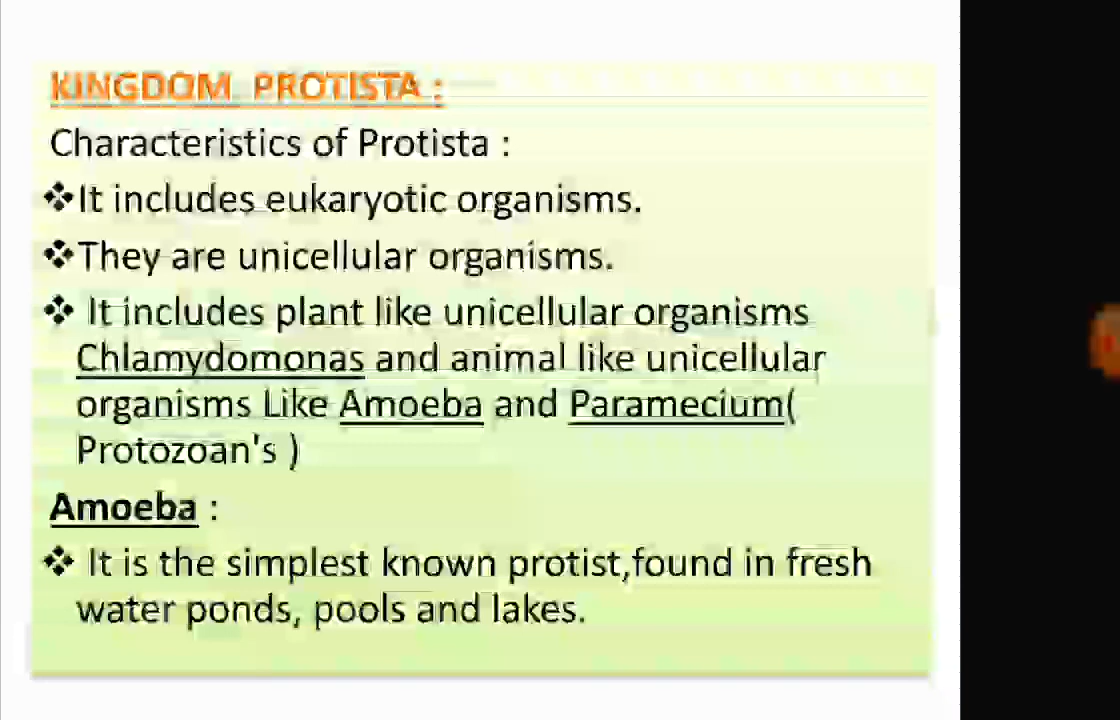 KINGDOM PROTISTA :
Characteristics of Protista :
❖It includes eukaryotic organisms.
❖They are unicellular organisms.
❖ It includes plant like unicellular organisms
Chlamydomonas and animal like unicellular
organisms Like Amoeba and Paramecium(
Protozoan's )
Amoeba :
❖ It is the simplest known protist,found in fresh
water ponds, pools and lakes.